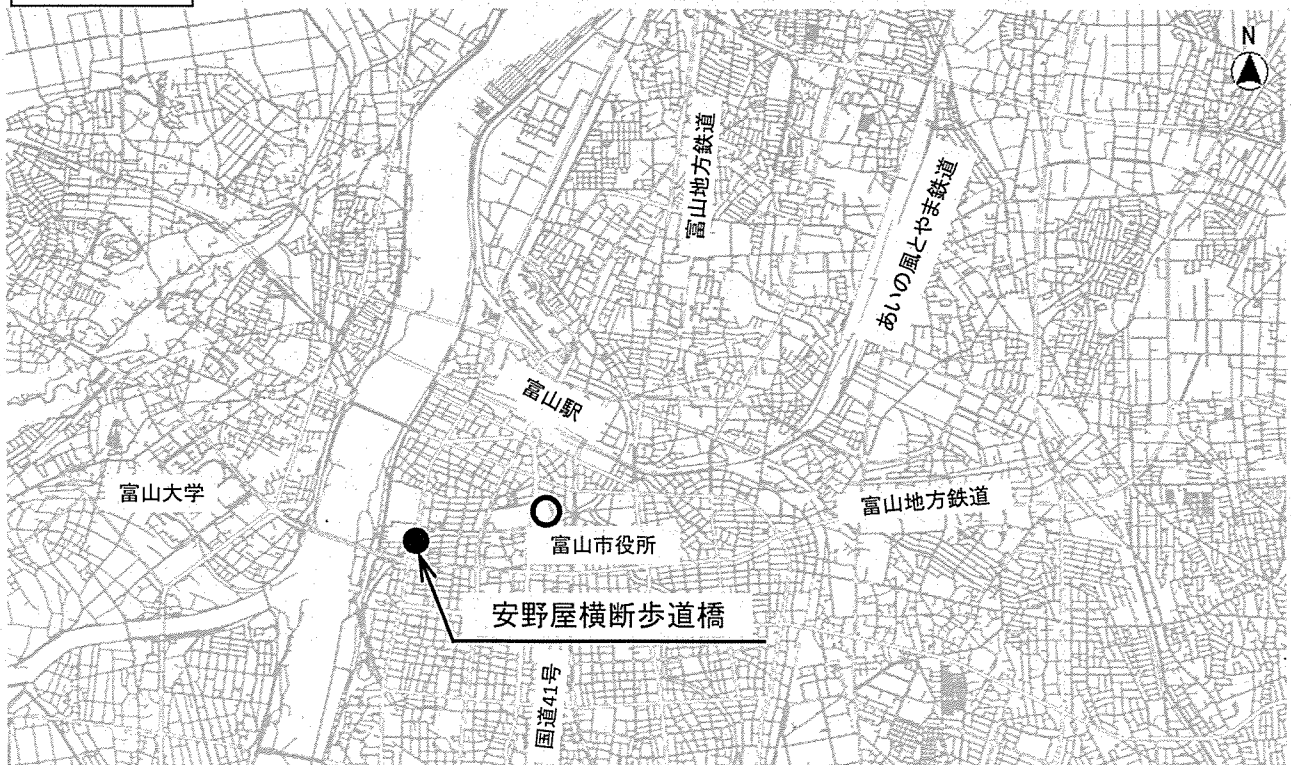 N
富山地方鉄道
あいの風とやま鉄道
富山駅
富山大学
富山地方鉄道
富山市役所
安野屋横断歩道橋
国道41号